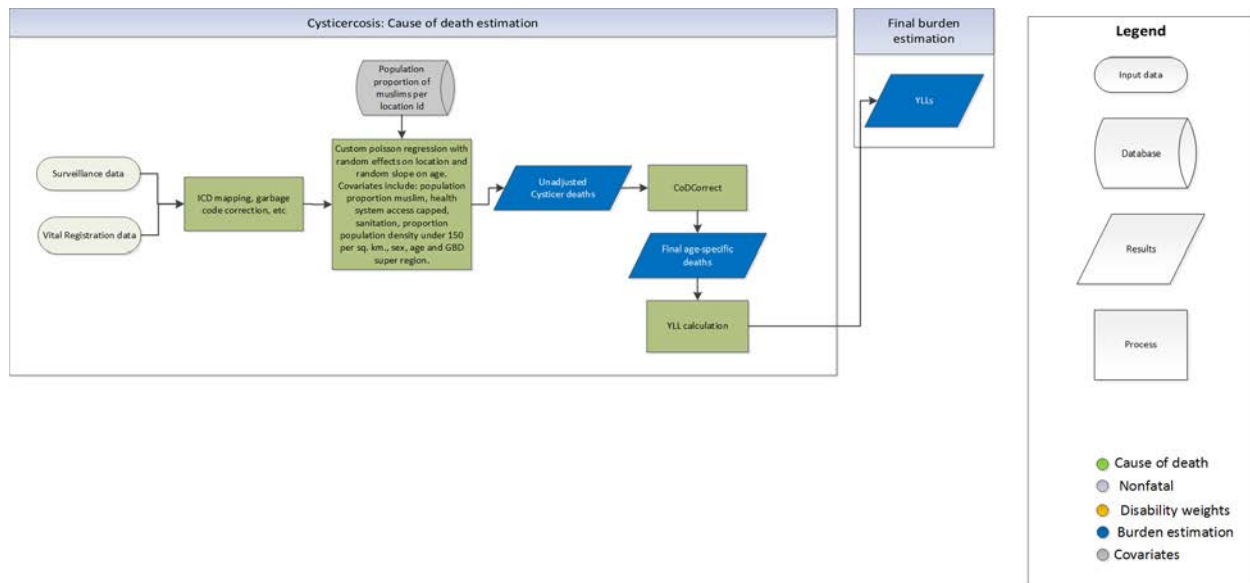 Cysticercosis: Cause of death estimation
Final burden
estimation
Population
proportion of
muslims per
location id
YLLs
Surveillance data
Vital Registration data
ICD mapping, garbage
code correction, etc
Custom poisson regression with
random effects on location and
random slope on age.
Covariates include: population
proportion muslim, health
system access capped,
sanitation, proportion
population density under 150
per sq. km., sex, age and GBD
super region.
Unadjusted
Cysticer deaths
CoDCorrect
Final age-specific
deaths
YLL calculation
Legend
Input data
Database
Results
Process
Cause of death
Nonfatal
Disability weights
Burden estimation
Covariates